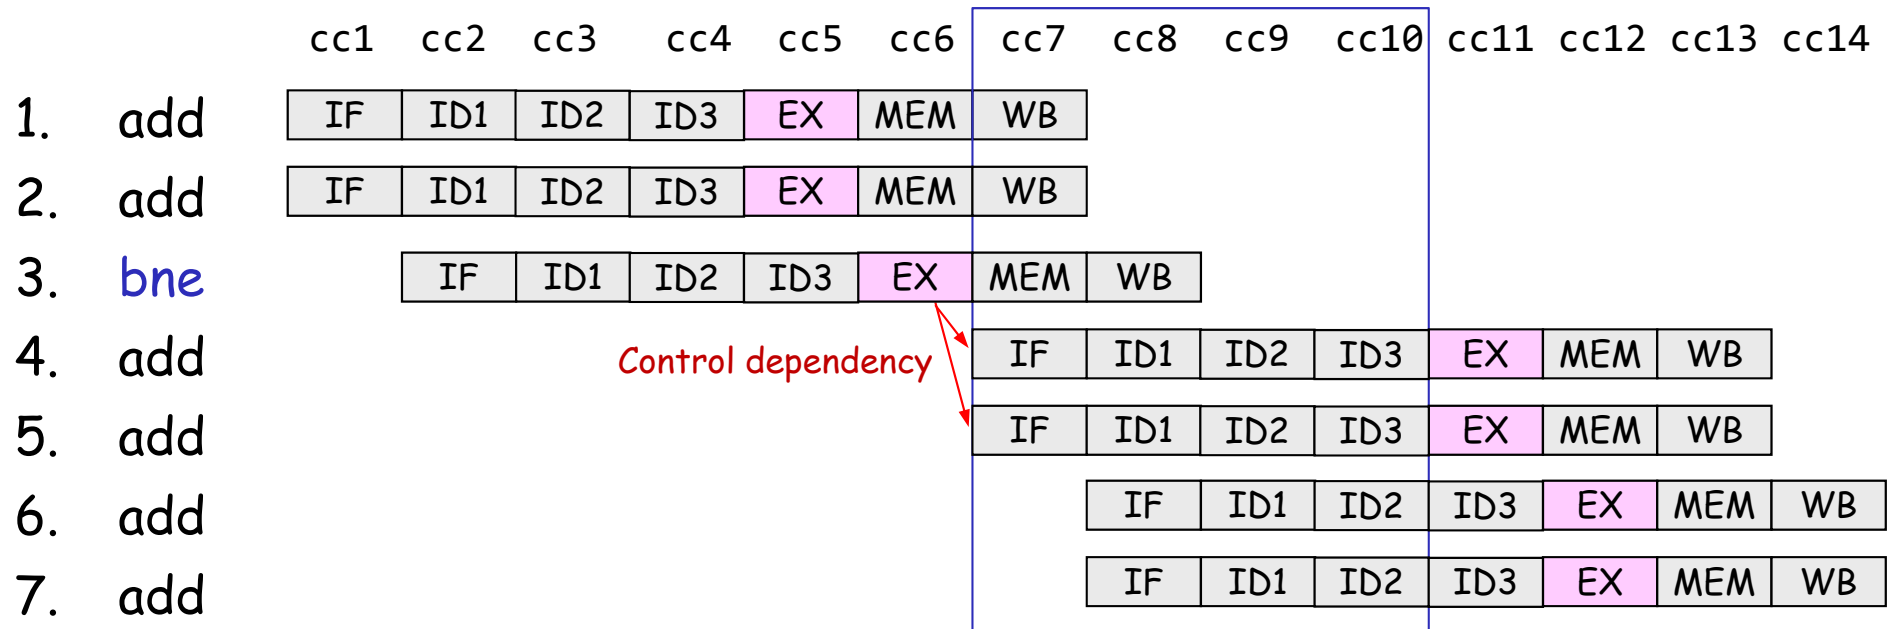 cc1 cc2 cc3 cc4 cc5 cc6 cc7 cc8 cc9 cc10 cc11 cc12 cc13 cc14
1. add IF ID1 ID2 ID3 EX MEM WB
2. add IF ID1 ID2 ID3 EX MEM WB
3. bne IF ID1 ID2 ID3 EX MEM WB
4. add IF ID1 ID2 ID3 EX MEM WB
Control dependency
5. add IF ID1 ID2 ID3 EX MEM WB
6. add IF ID1 ID2 ID3 EX MEM WB
7. add IF ID1 ID2 ID3 EX MEM WB